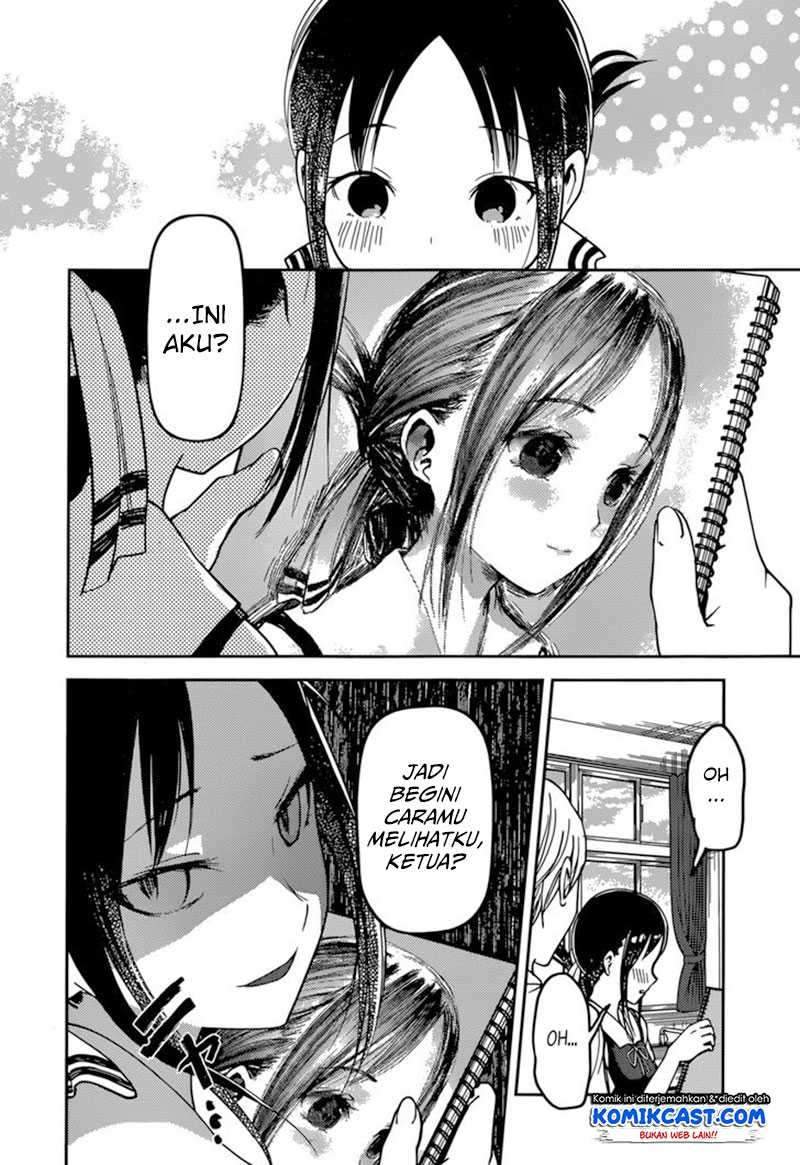 ...INI
AKU?
OH
...
OH...
JADI
BEGINI
CARAMU
MELIHATKU,
KETUA?
Komik ini diterjemahkan & diedit oleh
KOMIKCAST.COM
BUKAN WEB LAIN!!